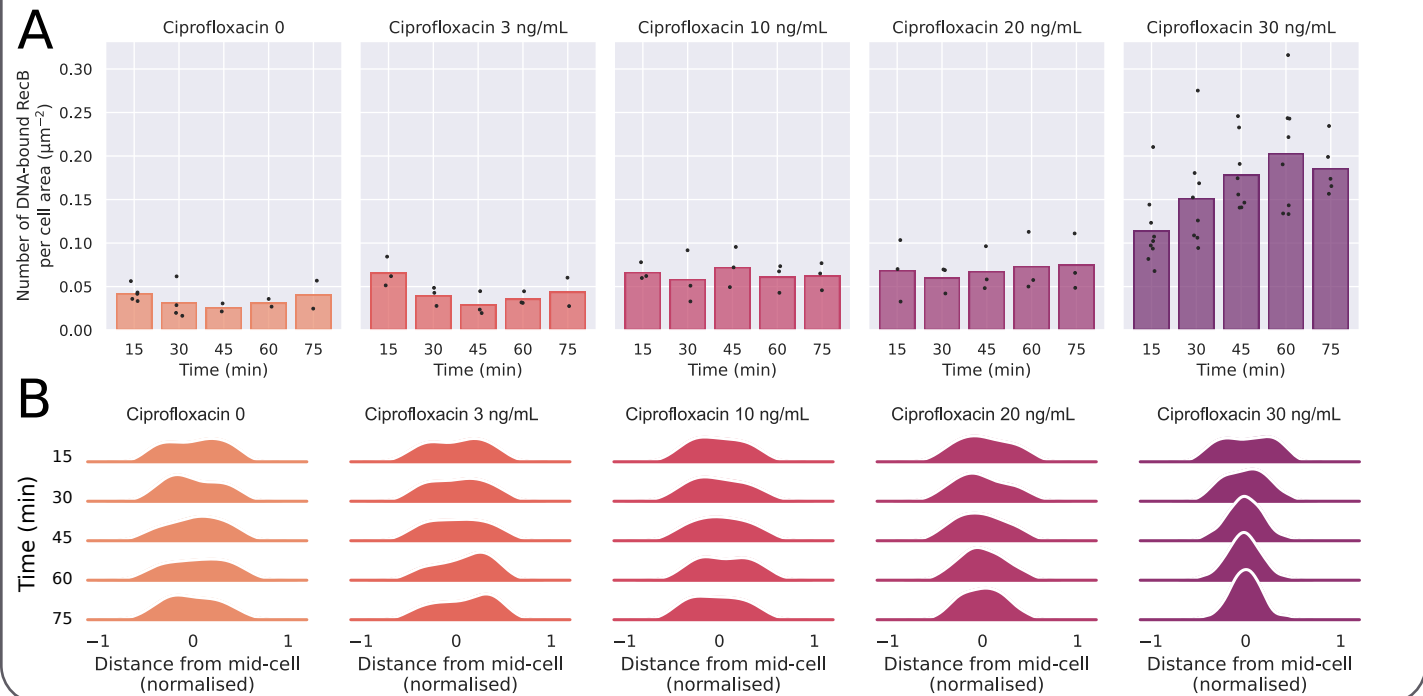 A
Ciprofloxacin 0
Ciprofloxacin 3 ng/mL
Ciprofloxacin 10 ng/mL
Ciprofloxacin 20 ng/mL
Ciprofloxacin 30 ng/mL
Number of DNA-bound RecB
per cell area (μm⁻²)
0.30
0.25
0.20
0.15
0.10
0.05
0.00
15 30 45 60 75
15 30 45 60 75
15 30 45 60 75
15 30 45 60 75
15 30 45 60 75
Time (min)
Time (min)
Time (min)
Time (min)
Time (min)
B
Ciprofloxacin 0
Ciprofloxacin 3 ng/mL
Ciprofloxacin 10 ng/mL
Ciprofloxacin 20 ng/mL
Ciprofloxacin 30 ng/mL
Time (min)
15
30
45
60
75
−1 0 1
−1 0 1
−1 0 1
−1 0 1
−1 0 1
Distance from mid-cell
(normalised)
Distance from mid-cell
(normalised)
Distance from mid-cell
(normalised)
Distance from mid-cell
(normalised)
Distance from mid-cell
(normalised)